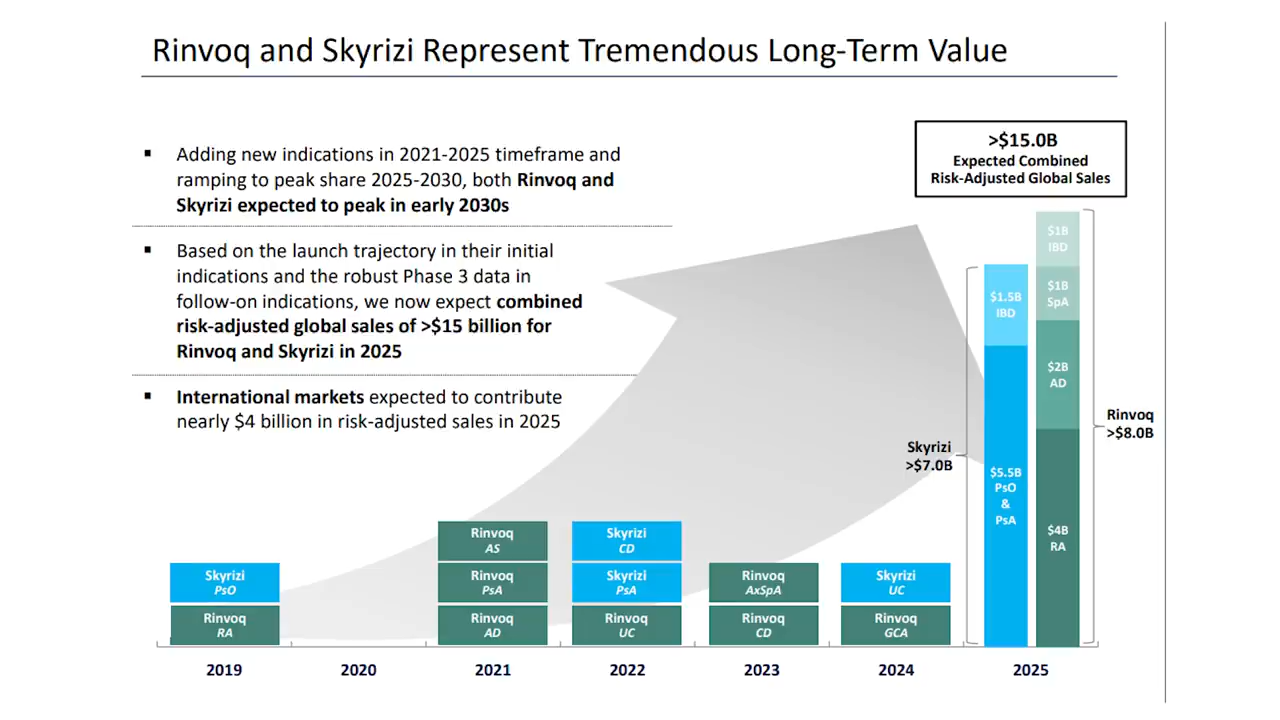 Rinvoq and Skyrizi Represent Tremendous Long-Term Value
▪ Adding new indications in 2021-2025 timeframe and
ramping to peak share 2025-2030, both Rinvoq and
Skyrizi expected to peak in early 2030s
▪ Based on the launch trajectory in their initial
indications and the robust Phase 3 data in
follow-on indications, we now expect combined
risk-adjusted global sales of >$15 billion for
Rinvoq and Skyrizi in 2025
▪ International markets expected to contribute
nearly $4 billion in risk-adjusted sales in 2025
>$15.0B
Expected Combined
Risk-Adjusted Global Sales
Skyrizi
PsO
Rinvoq
RA
Rinvoq
AS
Rinvoq
PsA
Rinvoq
AD
Skyrizi
CD
Skyrizi
PsA
Rinvoq
UC
Rinvoq
AxSpA
Rinvoq
CD
Skyrizi
UC
Rinvoq
GCA
Skyrizi
>$7.0B
$1.5B
IBD
$5.5B
PsO
&
PsA
$1B
IBD
$1B
SpA
$2B
AD
$4B
RA
Rinvoq
>$8.0B
2019
2020
2021
2022
2023
2024
2025